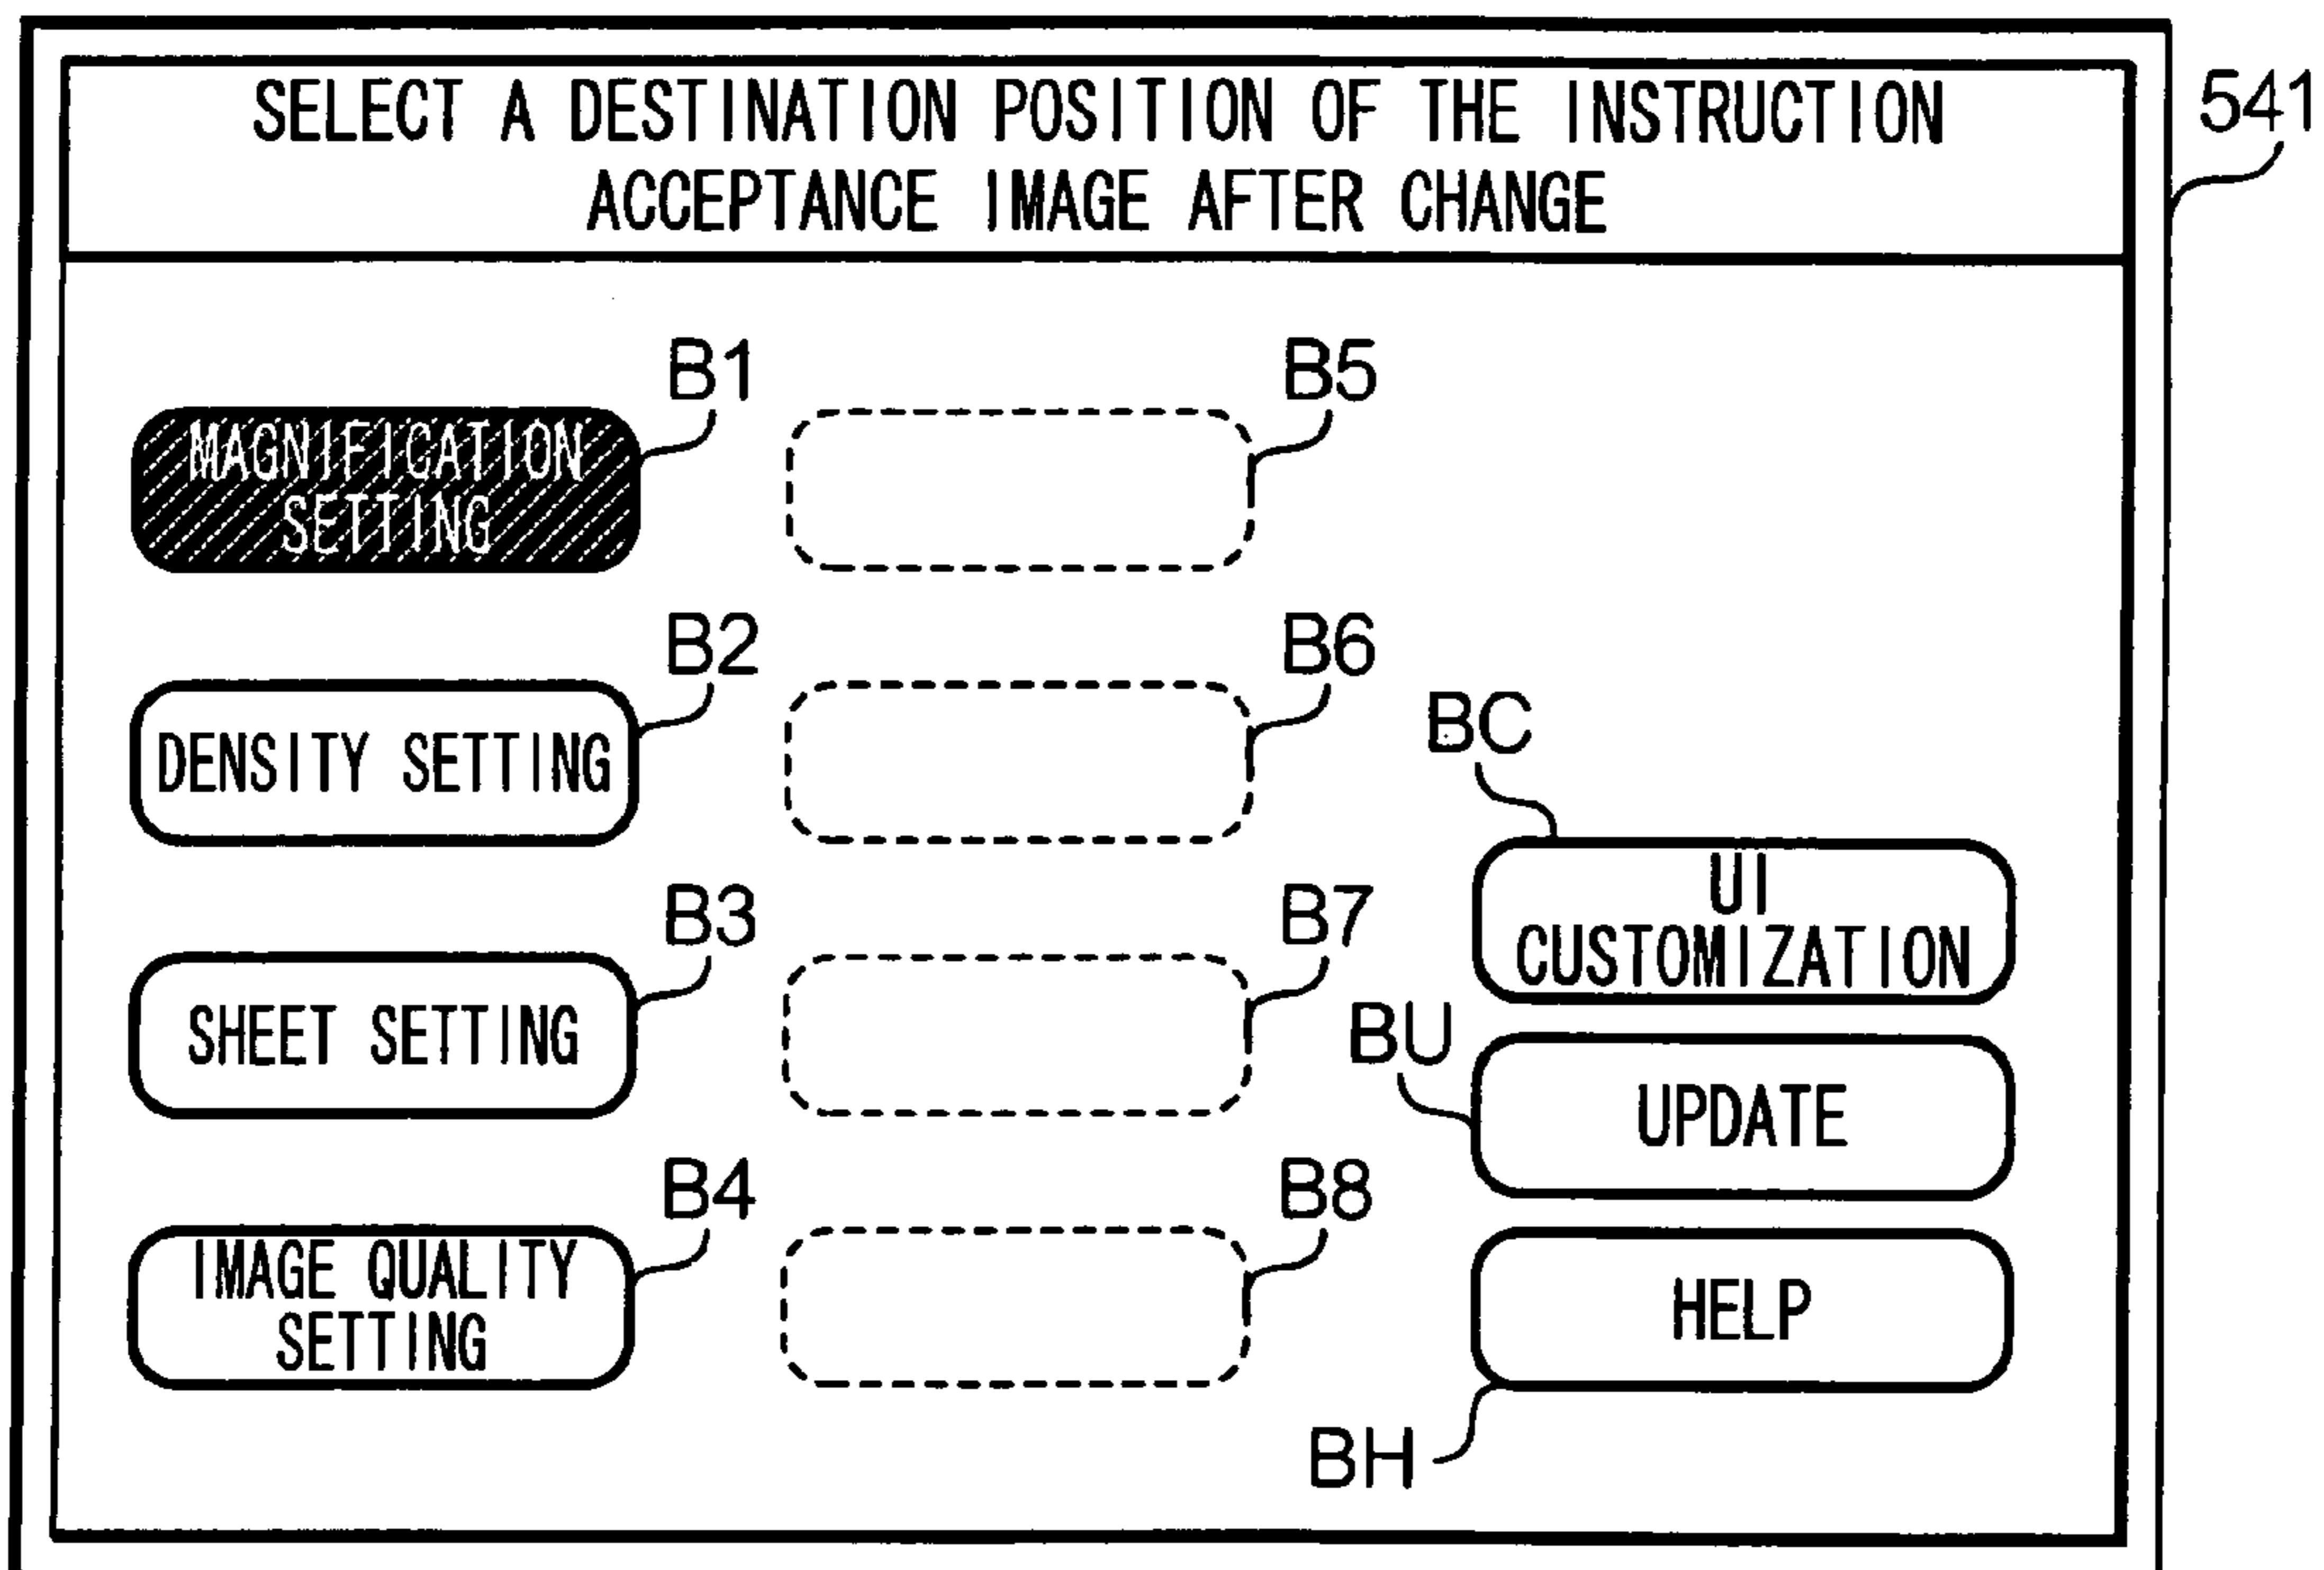 SELECT A DESTINATION POSITION OF THE INSTRUCTION
ACCEPTANCE IMAGE AFTER CHANGE
541
B1
B5
MAGNIFICATION
SETTING
B2
B6
DENSITY SETTING
BC
UI
CUSTOMIZATION
B3
B7
SHEET SETTING
BU
UPDATE
B4
B8
IMAGE QUALITY
SETTING
HELP
BH